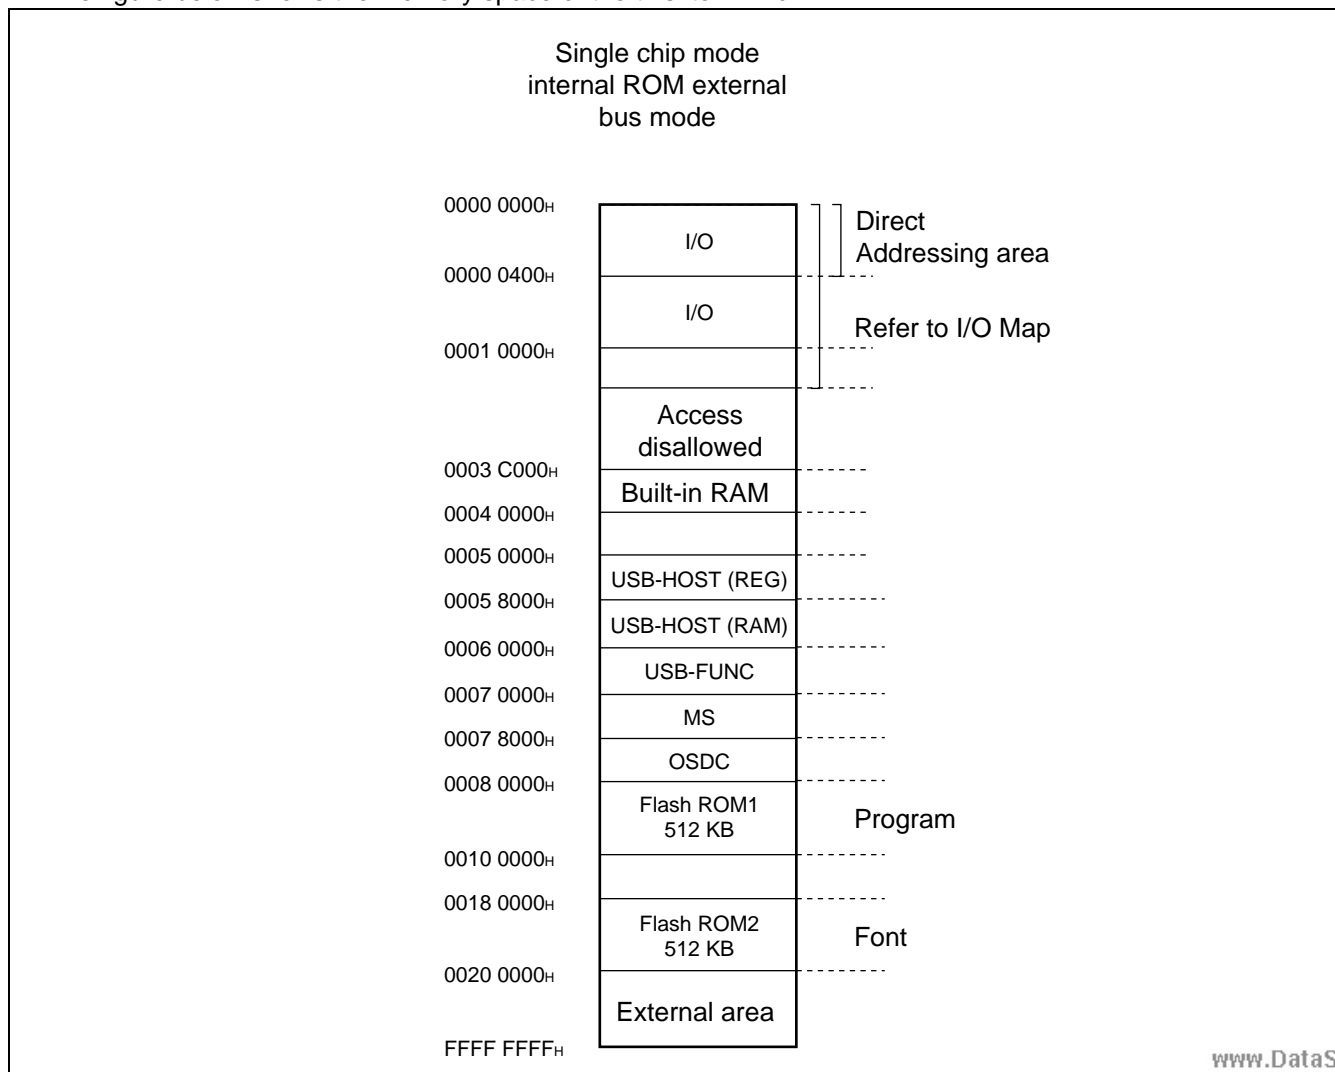 Single chip mode
internal ROM external
bus mode
0000 0000H
I/O
Direct
Addressing area
0000 0400H
I/O
Refer to I/O Map
0001 0000H
Access
disallowed
0003 C000H
Built-in RAM
0004 0000H
0005 0000H
USB-HOST (REG)
0005 8000H
USB-HOST (RAM)
0006 0000H
USB-FUNC
0007 0000H
MS
0007 8000H
OSDC
0008 0000H
Flash ROM1
512 KB
Program
0010 0000H
0018 0000H
Flash ROM2
512 KB
Font
0020 0000H
External area
FFFF FFFFH
www.DataS